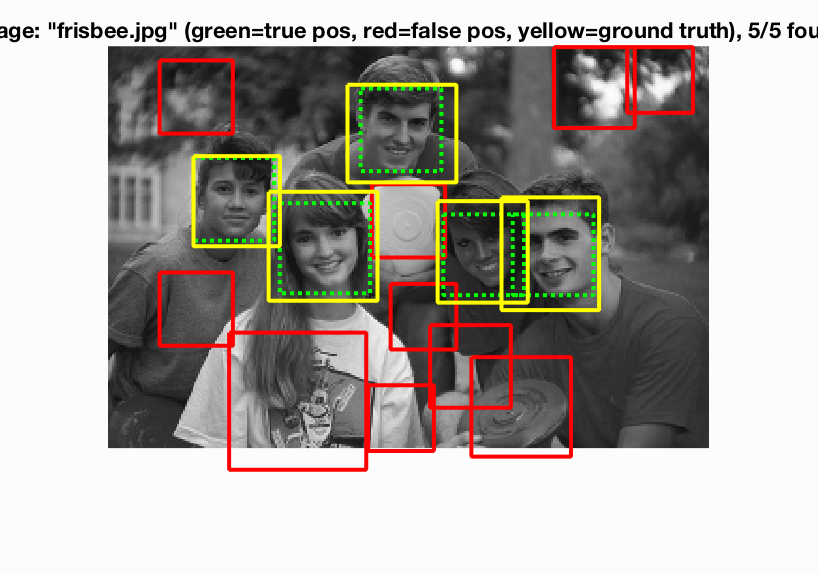 age: "frisbee.jpg" (green=true pos, red=false pos, yellow=ground truth), 5/5 fou